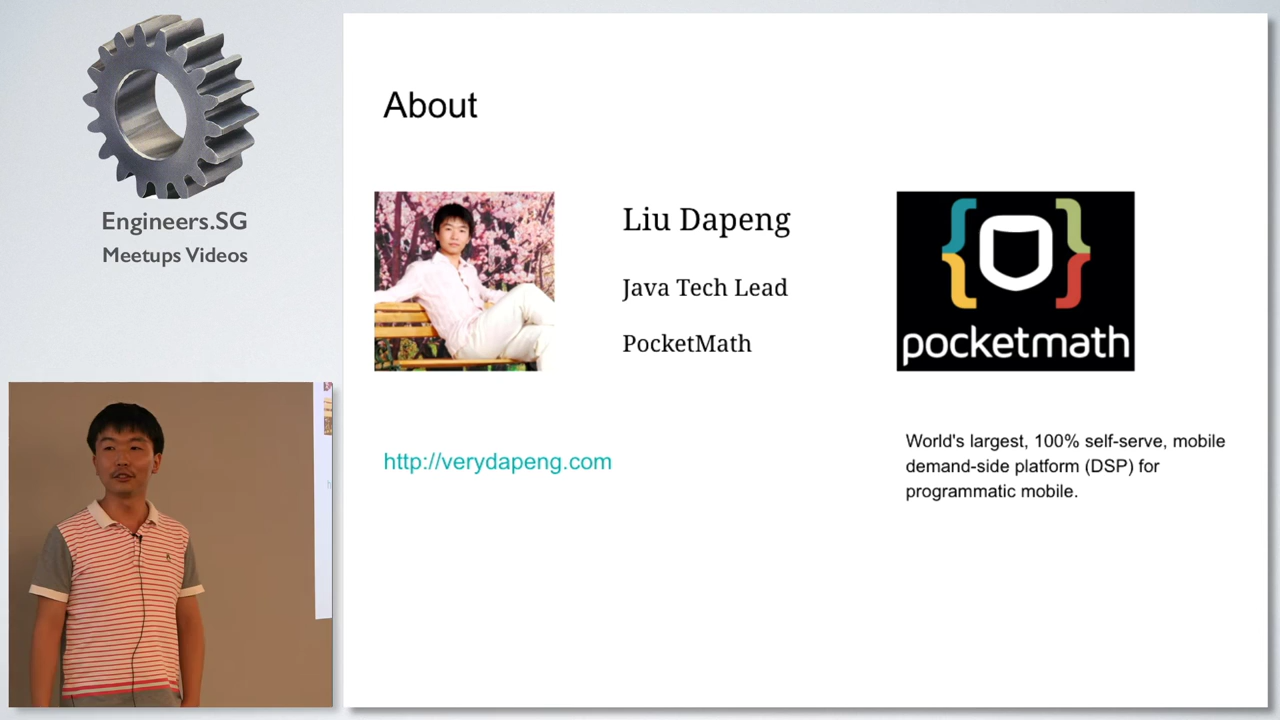 Engineers.SG
Meetups Videos
About
Liu Dapeng
Java Tech Lead
PocketMath
pocketmath
http://verydapeng.com
World's largest, 100% self-serve, mobile
demand-side platform (DSP) for
programmatic mobile.